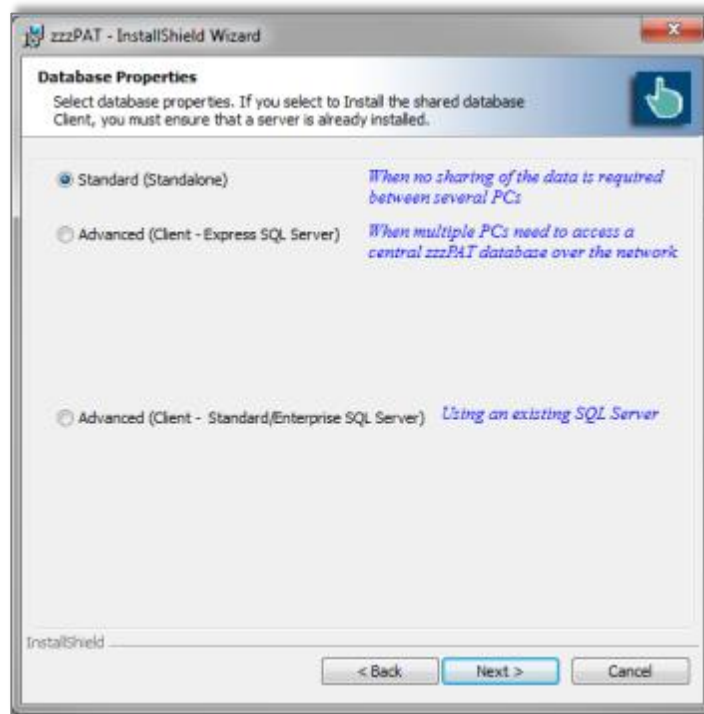 zzzPAT - InstallShield Wizard
Database Properties
Select database properties. If you select to Install the shared database
Client, you must ensure that a server is already installed.
Standard (Standalone)
When no sharing of the data is required
between several PCs
Advanced (Client - Express SQL Server)
When multiple PCs need to access a
central zzzPAT database over the network
Advanced (Client - Standard/Enterprise SQL Server)
Using an existing SQL Server
InstallShield
< Back
Next >
Cancel